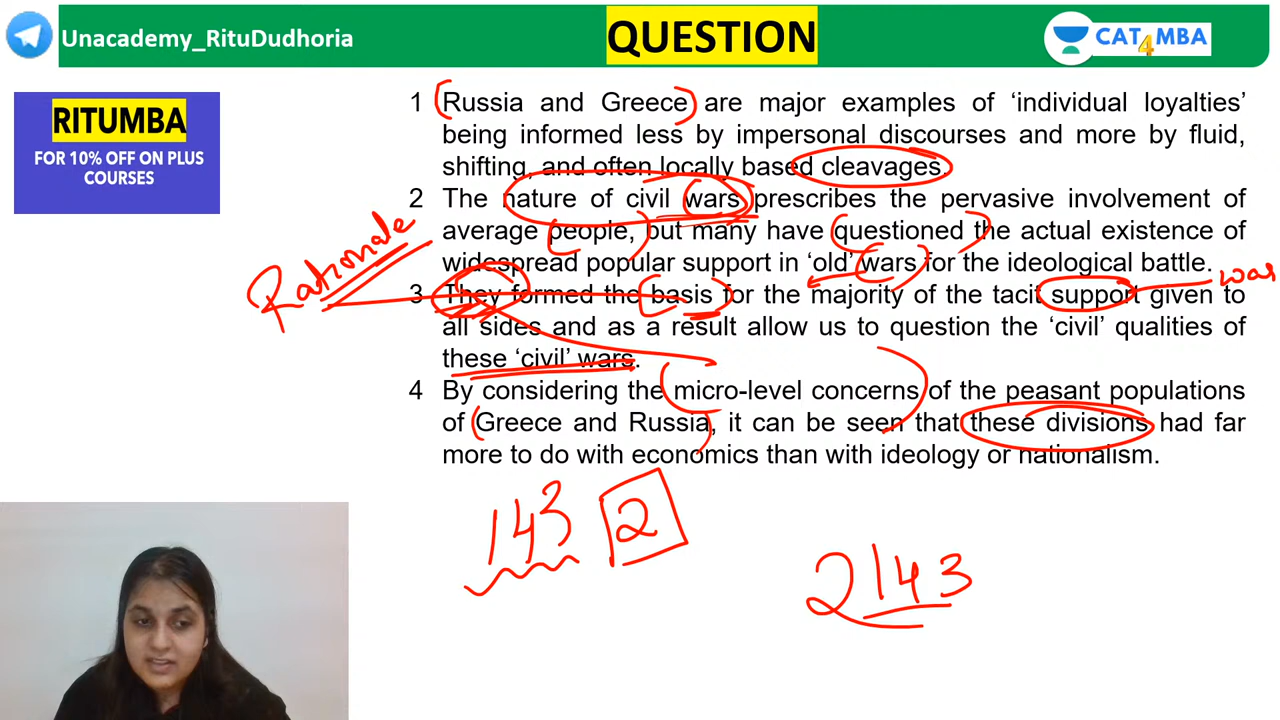 Unacademy_RituDudhoria
QUESTION
CAT4MBA
RITUMBA
FOR 10% OFF ON PLUS
COURSES
1 Russia and Greece are major examples of ‘individual loyalties’
being informed less by impersonal discourses and more by fluid,
shifting, and often locally based cleavages.
2 The nature of civil wars prescribes the pervasive involvement of
average people, but many have questioned the actual existence of
widespread popular support in ‘old’ wars for the ideological battle.
Rationale
war
3 They formed the basis for the majority of the tacit support given to
all sides and as a result allow us to question the ‘civil’ qualities of
these ‘civil’ wars.
4 By considering the micro-level concerns of the peasant populations
of Greece and Russia, it can be seen that these divisions had far
more to do with economics than with ideology or nationalism.
143 2
2143